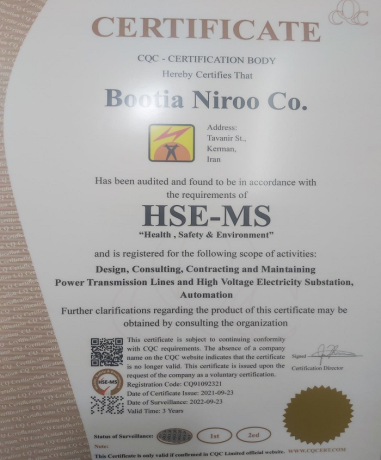 CQC
CERTIFICATE
CQC - CERTIFICATION BODY
Hereby Certifies That
Bootia Niroo Co.
Address:
Tavanir St.,
Kerman,
Iran
Has been audited and found to be in accordance with
the requirements of
HSE-MS
“Health , Safety & Environment”
and is registered for the following scope of activities:
Design, Consulting, Contracting and Maintaining
Power Transmission Lines and High Voltage Electricity Substation,
Automation
Further clarifications regarding the product of this certificate may be
obtained by consulting the organization
This certificate is subject to continuing conformity
with CQC requirements. The absence of a company
name on the CQC website indicates that the certificate
is no longer valid. This certificate is issued upon the
request of the company as a voluntary certification.
Registration Code: CQ91092321
Date of Certificate Issue: 2021-09-23
Date of Surveillance: 2022-09-23
Valid Time: 3 Years
HSE-MS
Signed
Certification Director
Status of Surveillance:
1st
2nd
Note:
This Certificate is only valid if confirmed in CQC Limited official website.
WWW.CQCERT.COM